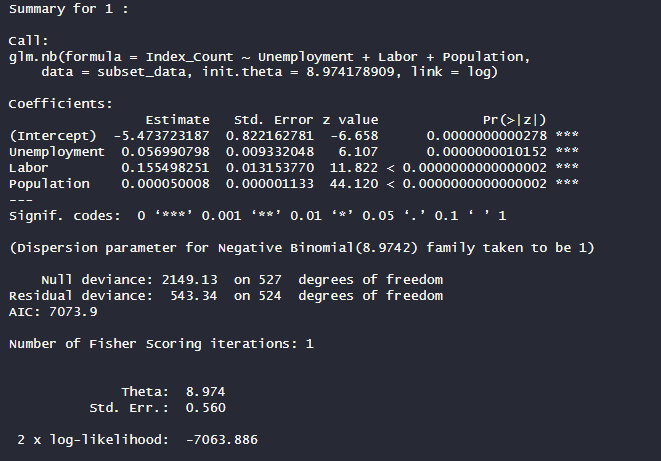 Summary for 1 :
Call:
glm.nb(formula = Index_Count ~ Unemployment + Labor + Population,
    data = subset_data, init.theta = 8.974178909, link = log)
Coefficients:
                 Estimate   Std. Error z value             Pr(>|z|)
(Intercept)  -5.473723187  0.822162781  -6.658      0.0000000000278 ***
Unemployment  0.056990798  0.009332048   6.107      0.0000000010152 ***
Labor         0.155498251  0.013153770  11.822 < 0.0000000000000002 ***
Population    0.000050008  0.000001133  44.120 < 0.0000000000000002 ***
---
Signif. codes:  0 ‘***’ 0.001 ‘**’ 0.01 ‘*’ 0.05 ‘.’ 0.1 ‘ ’ 1
(Dispersion parameter for Negative Binomial(8.9742) family taken to be 1)
    Null deviance: 2149.13  on 527  degrees of freedom
Residual deviance:  543.34  on 524  degrees of freedom
AIC: 7073.9
Number of Fisher Scoring iterations: 1
              Theta:  8.974
          Std. Err.:  0.560
 2 x log-likelihood:  -7063.886